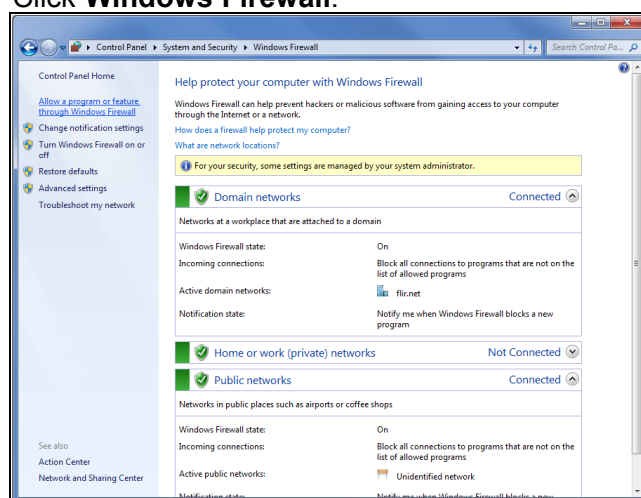 Click Windows Firewall.
Control Panel ▸ System and Security ▸ Windows Firewall
Search Control Pa...
Control Panel Home
Allow a program or feature
through Windows Firewall
Change notification settings
Turn Windows Firewall on or
off
Restore defaults
Advanced settings
Troubleshoot my network
See also
Action Center
Network and Sharing Center
Help protect your computer with Windows Firewall
Windows Firewall can help prevent hackers or malicious software from gaining access to your computer
through the Internet or a network.
How does a firewall help protect my computer?
What are network locations?
For your security, some settings are managed by your system administrator.
Domain networks Connected
Networks at a workplace that are attached to a domain
Windows Firewall state: On
Incoming connections: Block all connections to programs that are not on the
list of allowed programs
Active domain networks: flir.net
Notification state: Notify me when Windows Firewall blocks a new
program
Home or work (private) networks Not Connected
Public networks Connected
Networks in public places such as airports or coffee shops
Windows Firewall state: On
Incoming connections: Block all connections to programs that are not on the
list of allowed programs
Active public networks: Unidentified network
Notification state: Notify me when Windows Firewall blocks a new